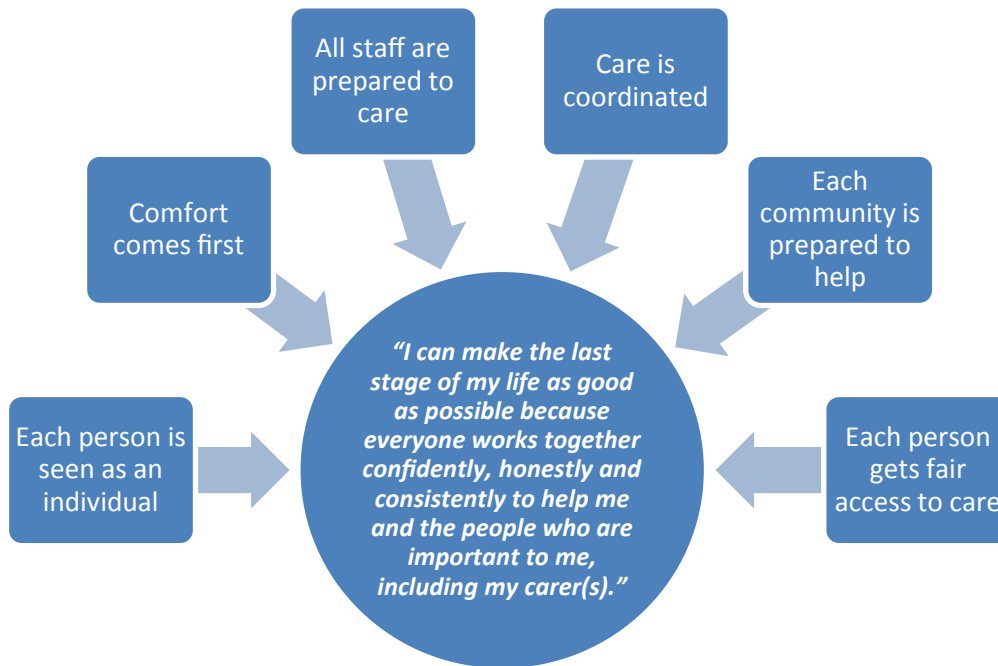 All staff are
prepared to
care
Care is
coordinated
Comfort
comes first
Each
community is
prepared to
help
Each person is
seen as an
individual
“I can make the last
stage of my life as good
as possible because
everyone works together
confidently, honestly and
consistently to help me
and the people who are
important to me,
including my carer(s).”
Each person
gets fair
access to care